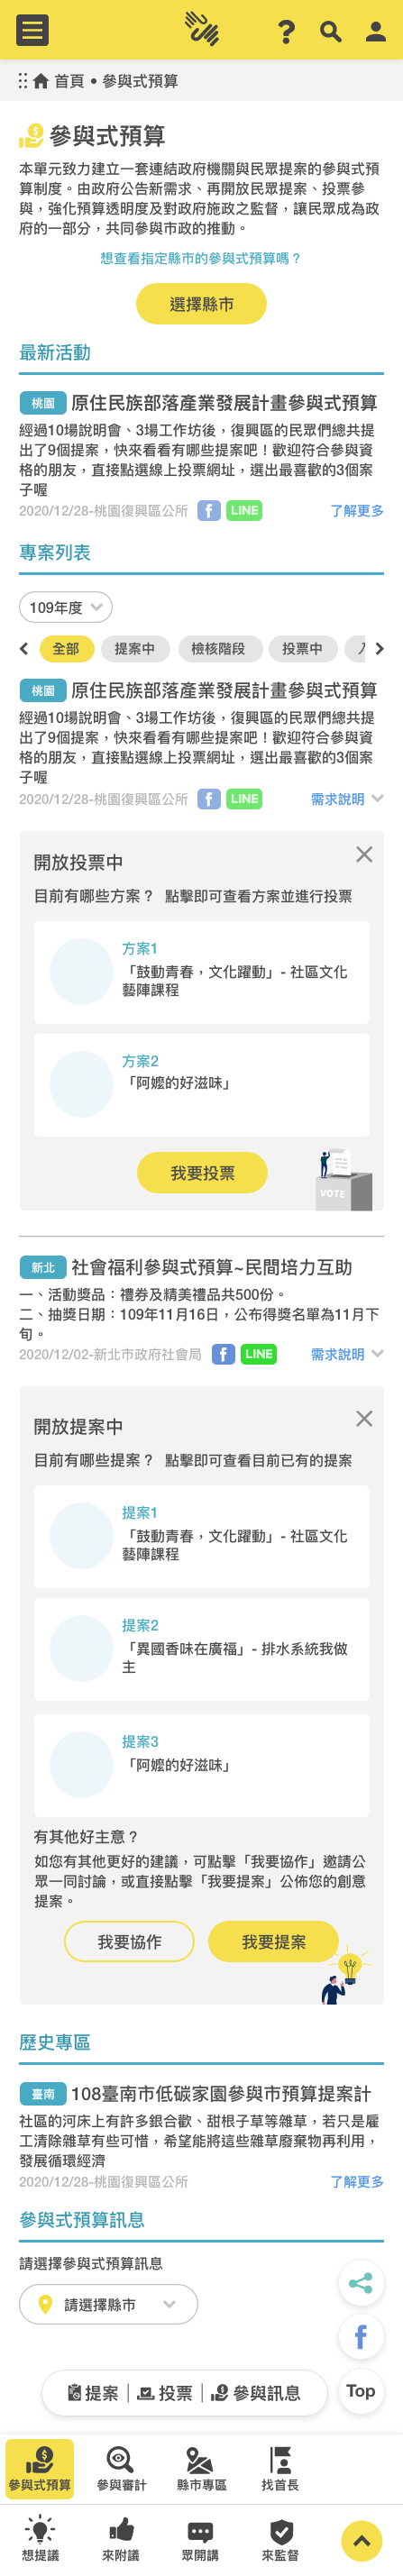 首頁 • 參與式預算
參與式預算
本單元致力建立一套連結政府機關與民眾提案的參與式預
算制度。由政府公告新需求、再開放民眾提案、投票參
與，強化預算透明度及對政府施政之監督，讓民眾成為政
府的一部分，共同參與市政的推動。
想查看指定縣市的參與式預算嗎？
選擇縣市
最新活動
桃園 原住民族部落產業發展計畫參與式預算
經過10場說明會、3場工作坊後，復興區的民眾們總共提
出了9個提案，快來看看有哪些提案吧！歡迎符合參與資
格的朋友，直接點選線上投票網址，選出最喜歡的3個案
子喔
2020/12/28-桃園復興區公所 f LINE 了解更多
專案列表
109年度
全部 提案中 檢核階段 投票中
桃園 原住民族部落產業發展計畫參與式預算
經過10場說明會、3場工作坊後，復興區的民眾們總共提
出了9個提案，快來看看有哪些提案吧！歡迎符合參與資
格的朋友，直接點選線上投票網址，選出最喜歡的3個案
子喔
2020/12/28-桃園復興區公所 f LINE 需求說明
開放投票中
目前有哪些方案？ 點擊即可查看方案並進行投票
方案1
「鼓動青春，文化躍動」- 社區文化
藝陣課程
方案2
「阿嬤的好滋味」
我要投票
VOTE
新北 社會福利參與式預算~民間培力互助
一、活動獎品：禮券及精美禮品共500份。
二、抽獎日期：109年11月16日，公布得獎名單為11月下
旬。
2020/12/02-新北市政府社會局 f LINE 需求說明
開放提案中
目前有哪些提案？ 點擊即可查看目前已有的提案
提案1
「鼓動青春，文化躍動」- 社區文化
藝陣課程
提案2
「異國香味在廣福」- 排水系統我做
主
提案3
「阿嬤的好滋味」
有其他好主意？
如您有其他更好的建議，可點擊「我要協作」邀請公
眾一同討論，或直接點擊「我要提案」公佈您的創意
提案。
我要協作 我要提案
歷史專區
臺南 108臺南市低碳家園參與市預算提案計
社區的河床上有許多銀合歡、甜根子草等雜草，若只是雇
工清除雜草有些可惜，希望能將這些雜草廢棄物再利用，
發展循環經濟
2020/12/28-桃園復興區公所 了解更多
參與式預算訊息
請選擇參與式預算訊息
請選擇縣市
f
Top
提案 投票 參與訊息
參與式預算 參與審計 縣市專區 找首長
想提議 來附議 眾開講 來監督